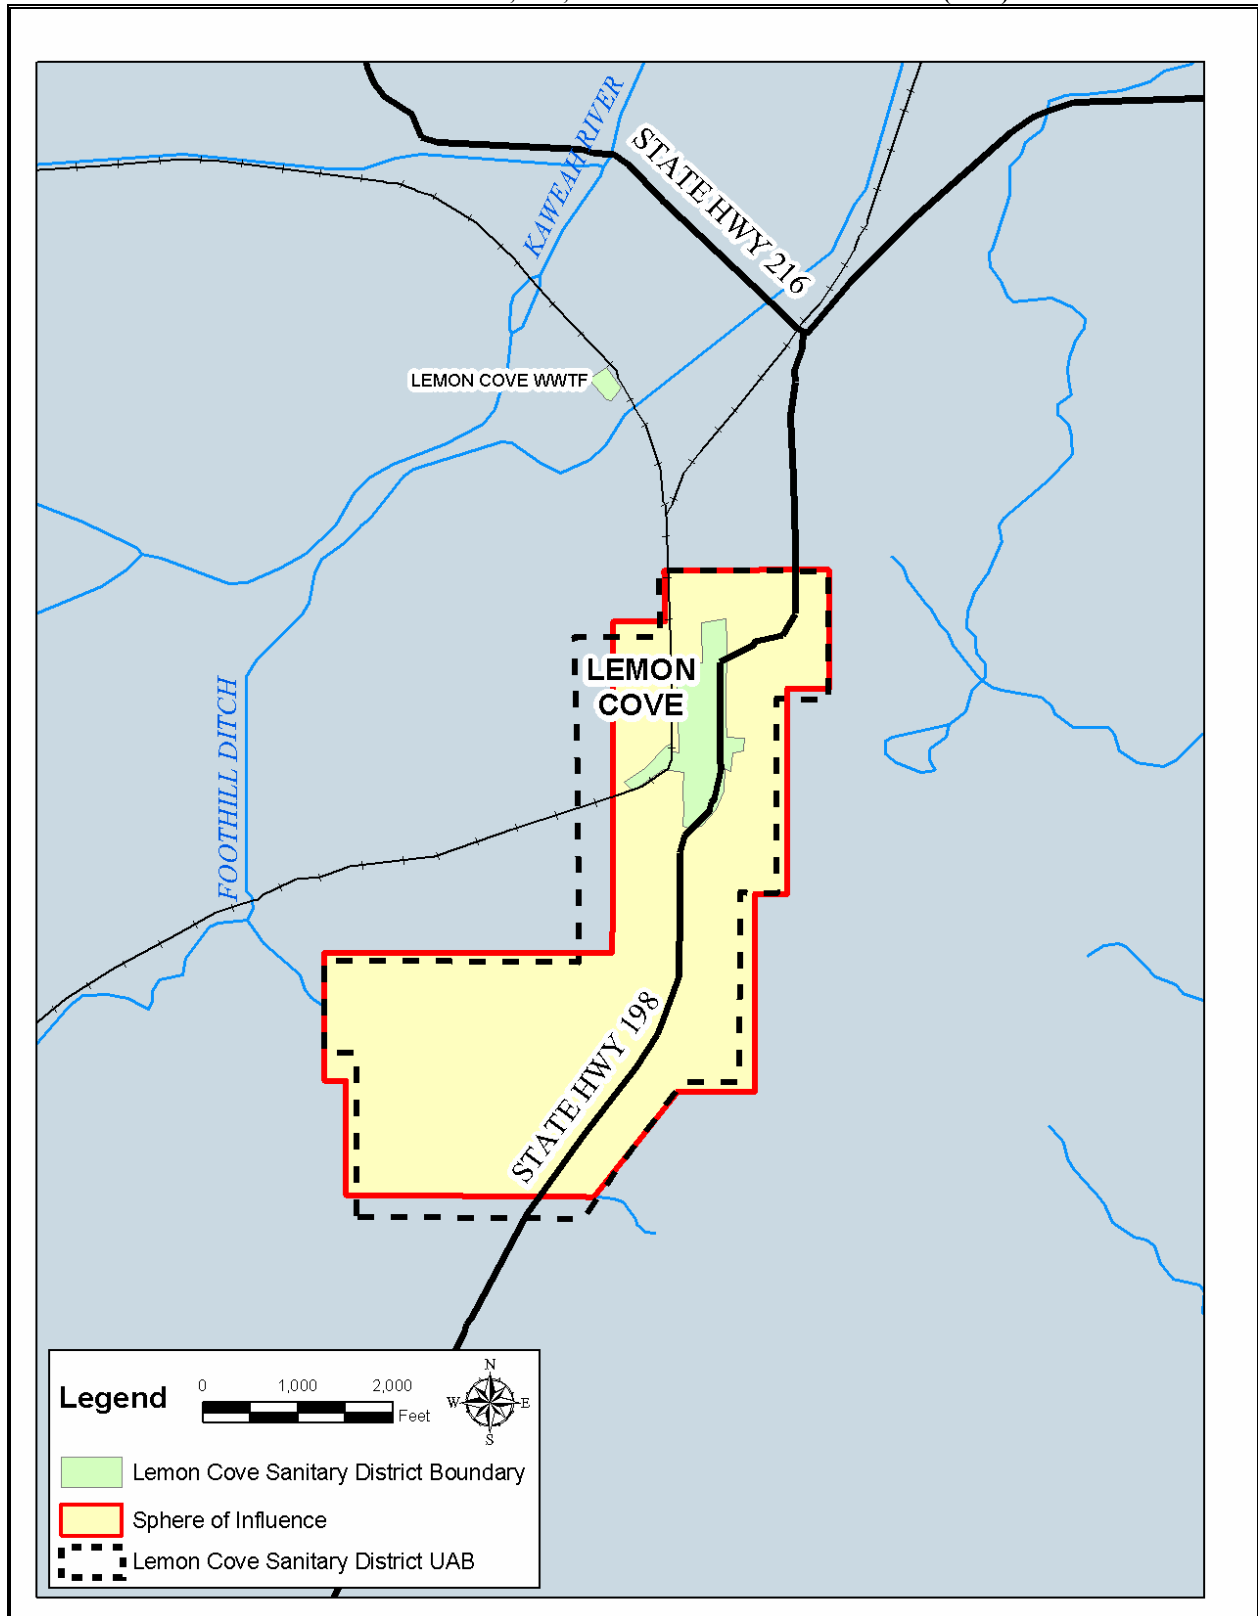 KAWEAH RIVER
STATE HWY 216
LEMON COVE WWTF
LEMON
COVE
FOOTHILL DITCH
STATE HWY 198
Legend
0 1,000 2,000
Feet
N
W E
S
Lemon Cove Sanitary District Boundary
Sphere of Influence
Lemon Cove Sanitary District UAB